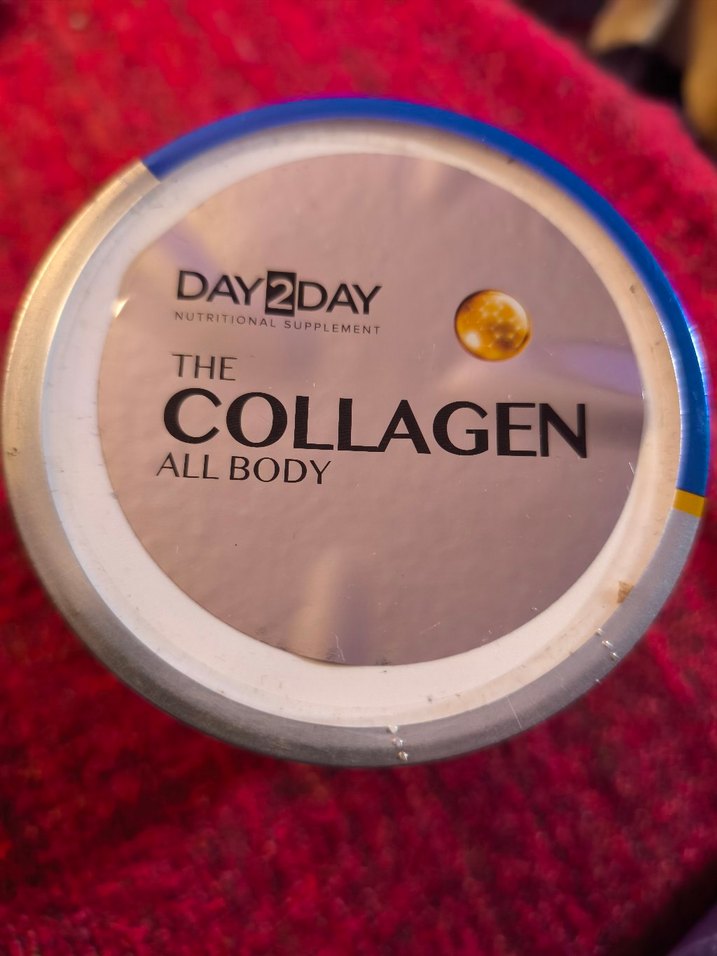 DAY2DAY
NUTRITIONAL SUPPLEMENT
THE
COLLAGEN
ALL BODY